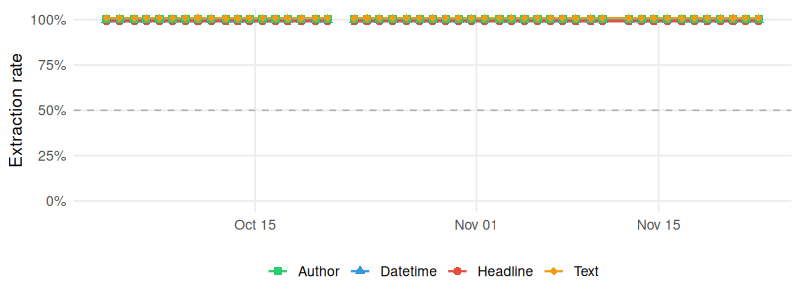 Extraction rate
100%
75%
50%
25%
0%
Oct 15 Nov 01 Nov 15
Author Datetime Headline Text